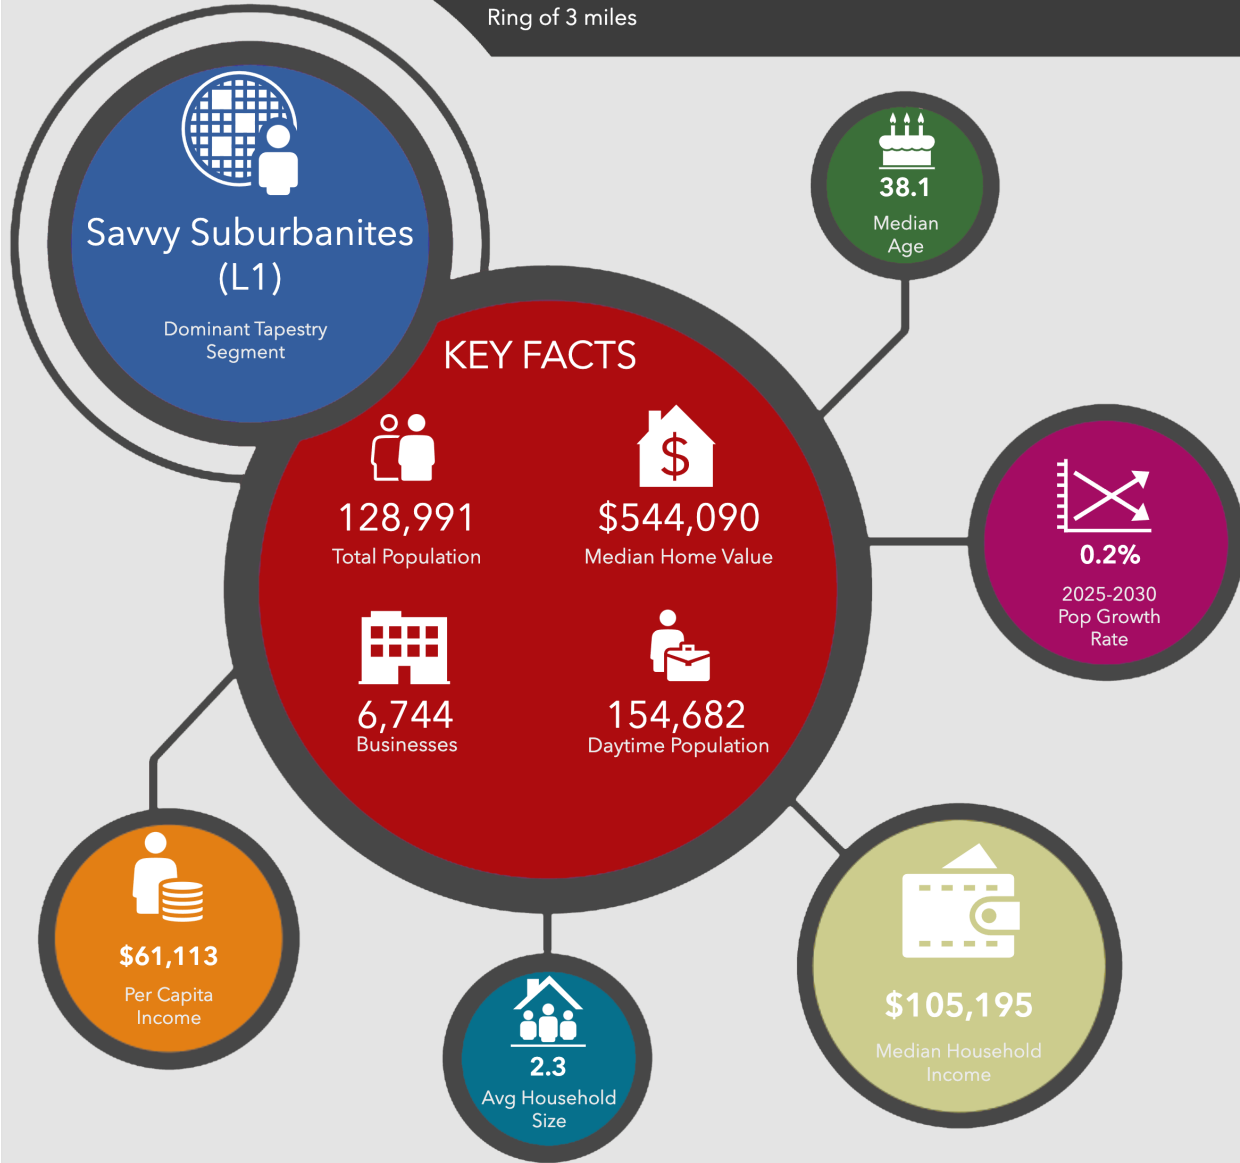 Ring of 3 miles
Savvy Suburbanites
(L1)
Dominant Tapestry
Segment
KEY FACTS
128,991
Total Population
$544,090
Median Home Value
6,744
Businesses
154,682
Daytime Population
38.1
Median
Age
0.2%
2025-2030
Pop Growth
Rate
$61,113
Per Capita
Income
2.3
Avg Household
Size
$105,195
Median Household
Income